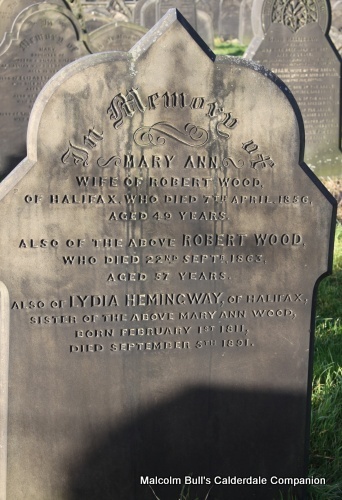 In Memory of
MARY ANN,
WIFE OF ROBERT WOOD,
OF HALIFAX, WHO DIED 7TH APRIL 1856,
AGED 49 YEARS.
ALSO OF THE ABOVE ROBERT WOOD,
WHO DIED 22ND SEPTR 1863,
AGED 57 YEARS.
ALSO OF LYDIA HEMINGWAY, OF HALIFAX,
SISTER OF THE ABOVE MARY ANN WOOD,
BORN FEBRUARY 1ST 1811,
DIED SEPTEMBER 5TH 1891.
Malcolm Bull's Calderdale Companion